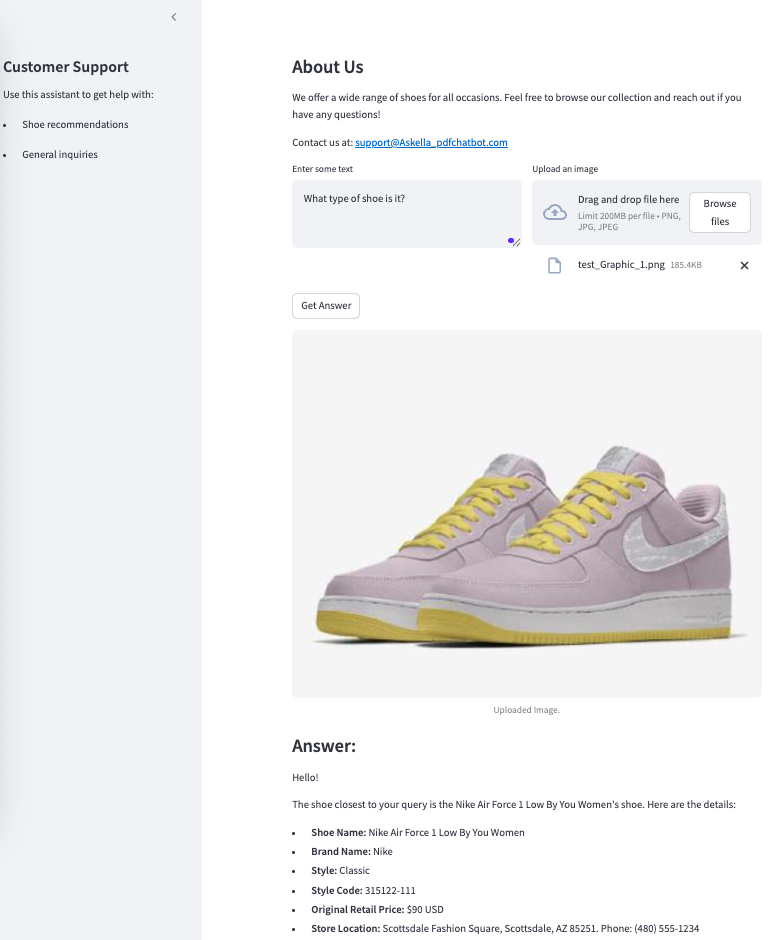 Customer Support
Use this assistant to get help with:
• Shoe recommendations
• General inquiries
About Us
We offer a wide range of shoes for all occasions. Feel free to browse our collection and reach out if you
have any questions!
Contact us at: support@Askella_pdfchatbot.com
Enter some text
What type of shoe is it?
Upload an image
Drag and drop file here
Limit 200MB per file • PNG,
JPG, JPEG
Browse
files
test_Graphic_1.png 185.4KB
Get Answer
Uploaded Image.
Answer:
Hello!
The shoe closest to your query is the Nike Air Force 1 Low By You Women's shoe. Here are the details:
• Shoe Name: Nike Air Force 1 Low By You Women
• Brand Name: Nike
• Style: Classic
• Style Code: 315122-111
• Original Retail Price: $90 USD
• Store Location: Scottsdale Fashion Square, Scottsdale, AZ 85251. Phone: (480) 555-1234